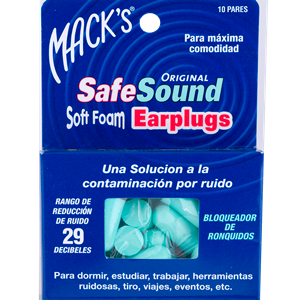 10 PARES
MACK'S
Para máxima
comodidad
ORIGINAL
SafeSound
Soft Foam Earplugs
Una Solucion a la
contaminación por ruido
RANGO DE
REDUCCIÓN
DE RUIDO
29
DECIBELES
BLOQUEADOR
DE
RONQUIDOS
Para dormir, estudiar, trabajar, herramientas
ruidosas, tiro, viajes, eventos, etc.